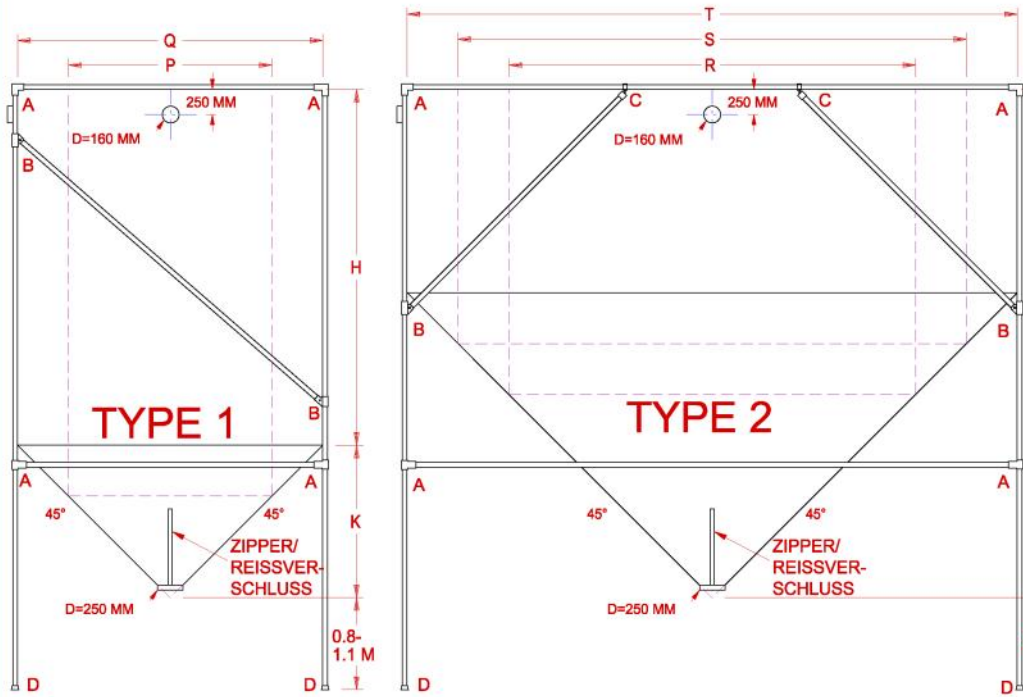 Q
P
A
A
250 MM
D=160 MM
B
H
B
TYPE 1
A
A
K
45°
45°
ZIPPER/
REISSVER-
SCHLUSS
D=250 MM
0.8-
1.1 M
D
D
T
S
R
A
C
250 MM
C
A
D=160 MM
B
B
TYPE 2
A
A
45°
45°
ZIPPER/
REISSVER-
SCHLUSS
D=250 MM
D
D